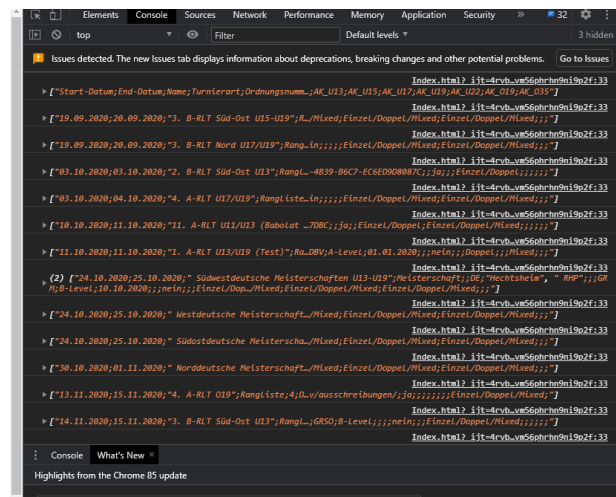 Elements Console Sources Network Performance Memory Application Security » 32
top Filter Default levels ▼ 3 hidden
Issues detected. The new Issues tab displays information about deprecations, breaking changes and other potential problems. Go to Issues
Index.html?_ijt=4rvb…vm56phrhn9ni9p2f:33
▶ ["Start-Datum;End-Datum;Name;Turnierart;Ordnungsnumm…;AK_U13;AK_U15;AK_U17;AK_U19;AK_U22;AK_O19;AK_O35"]
Index.html?_ijt=4rvb…vm56phrhn9ni9p2f:33
▶ ["19.09.2020;20.09.2020;"3. B-RLT Süd-Ost U15-U19";R…/Mixed;Einzel/Doppel/Mixed;Einzel/Doppel/Mixed;;;"]
Index.html?_ijt=4rvb…vm56phrhn9ni9p2f:33
▶ ["19.09.2020;20.09.2020;"3. B-RLT Nord U17/U19";Rang…in;;;;;Einzel/Doppel/Mixed;Einzel/Doppel/Mixed;;;"]
Index.html?_ijt=4rvb…vm56phrhn9ni9p2f:33
▶ ["03.10.2020;03.10.2020;"2. B-RLT Süd-Ost U13";Rangl…-4B39-B6C7-EC6ED9D8087C;;ja;;;Einzel/Doppel;;;;;;"]
Index.html?_ijt=4rvb…vm56phrhn9ni9p2f:33
▶ ["03.10.2020;04.10.2020;"4. A-RLT U17/U19";Rangliste…in;;;;;Einzel/Doppel/Mixed;Einzel/Doppel/Mixed;;;"]
Index.html?_ijt=4rvb…vm56phrhn9ni9p2f:33
▶ ["10.10.2020;11.10.2020;"11. A-RLT U11/U13 (Babolat …7DBC;;ja;;Einzel/Doppel;Einzel/Doppel/Mixed;;;;;;"]
Index.html?_ijt=4rvb…vm56phrhn9ni9p2f:33
▶ ["11.10.2020;11.10.2020;"1. A-RLT U13/U19 (Test)";Ra…DBV;A-Level;01.01.2020;;;nein;;;Doppel;;;Mixed;;;"]
Index.html?_ijt=4rvb…vm56phrhn9ni9p2f:33
▶ (2) ["24.10.2020;25.10.2020;" Südwestdeutsche Meisterschaften U13-U19";Meisterschaft;;DE;"Hechtsheim", " RHP";;;GR
M;B-Level;10.10.2020;;;nein;;;Einzel/Dop…/Mixed;Einzel/Doppel/Mixed;Einzel/Doppel/Mixed;;;"]
Index.html?_ijt=4rvb…vm56phrhn9ni9p2f:33
▶ ["24.10.2020;25.10.2020;" Westdeutsche Meisterschaft…/Mixed;Einzel/Doppel/Mixed;Einzel/Doppel/Mixed;;;"]
Index.html?_ijt=4rvb…vm56phrhn9ni9p2f:33
▶ ["24.10.2020;25.10.2020;" Südostdeutsche Meisterscha…/Mixed;Einzel/Doppel/Mixed;Einzel/Doppel/Mixed;;;"]
Index.html?_ijt=4rvb…vm56phrhn9ni9p2f:33
▶ ["30.10.2020;01.11.2020;" Norddeutsche Meisterschaft…/Mixed;Einzel/Doppel/Mixed;Einzel/Doppel/Mixed;;;"]
Index.html?_ijt=4rvb…vm56phrhn9ni9p2f:33
▶ ["13.11.2020;15.11.2020;"4. A-RLT O19";Rangliste;4;D…v/ausschreibungen/;ja;;;;;;;;Einzel/Doppel/Mixed;"]
Index.html?_ijt=4rvb…vm56phrhn9ni9p2f:33
▶ ["14.11.2020;15.11.2020;"3. B-RLT Süd-Ost U13";Rangl…;GRSO;B-Level;;;;nein;;;Einzel/Doppel/Mixed;;;;;;"]
Index.html?_ijt=4rvb…vm56phrhn9ni9p2f:33
Console What's New ×
Highlights from the Chrome 85 update